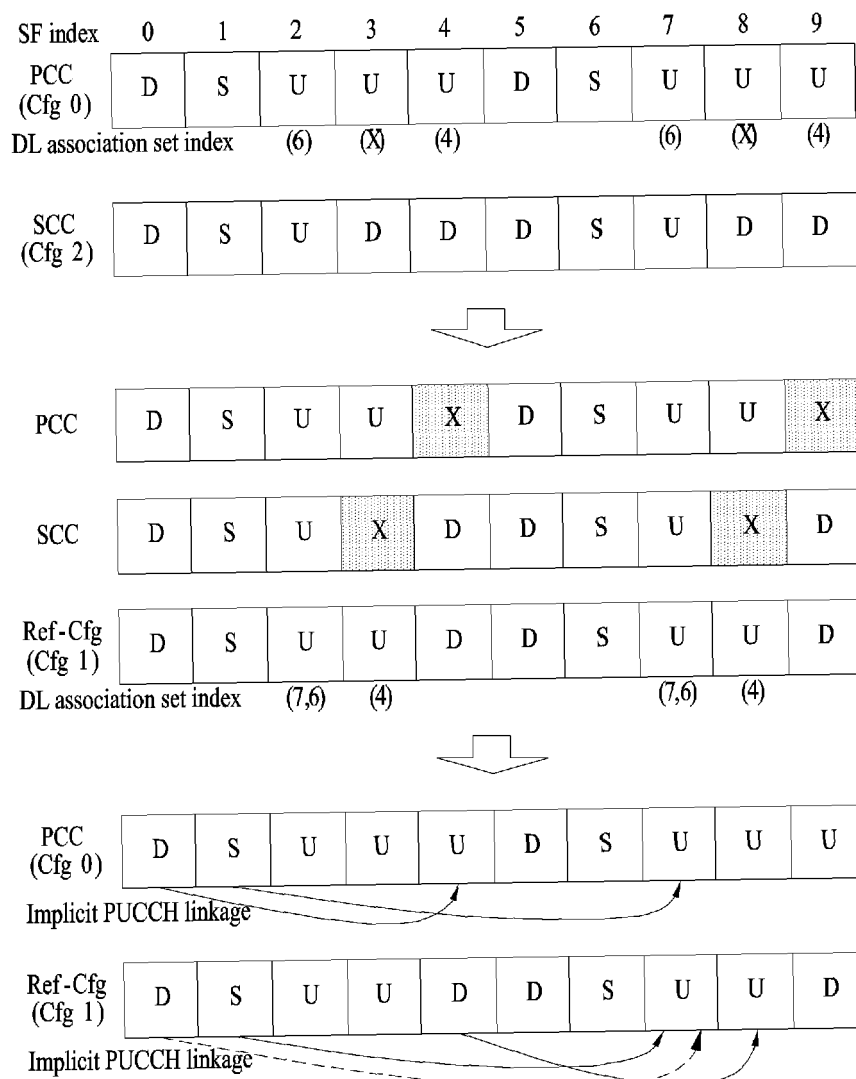 SF index 0 1 2 3 4 5 6 7 8 9
PCC
(Cfg 0)
D S U U U D S U U U
DL association set index (6) (X) (4) (6) (X) (4)
SCC
(Cfg 2)
D S U D D D S U D D
PCC D S U U X D S U U X
SCC D S U X D D S U X D
Ref-Cfg
(Cfg 1)
D S U U D D S U U D
DL association set index (7,6) (4) (7,6) (4)
PCC
(Cfg 0)
D S U U U D S U U U
Implicit PUCCH linkage
Ref-Cfg
(Cfg 1)
D S U U D D S U U D
Implicit PUCCH linkage